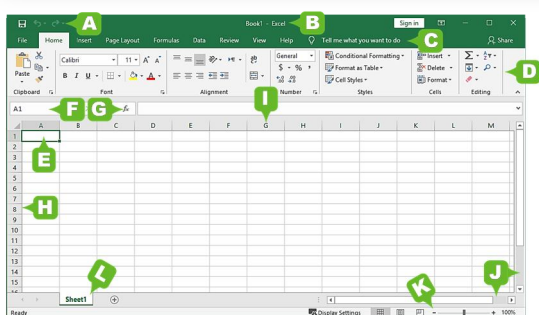 A Book1 - Excel B Sign in
File Home Insert Page Layout Formulas Data Review View Help Tell me what you want to do C Share
Calibri 11 A A General Conditional Formatting Insert Σ
Paste B I U A $ % , Format as Table Delete D
Cell Styles Format
Clipboard Font Alignment Number Styles Cells Editing
A1 F G fx I
A B C D E F G H I J K L M
1
2
3 E
4
5
6
7
8 H
9
10
11
12
13
14 L J
15
Sheet1 K
Ready Display Settings - + 100%